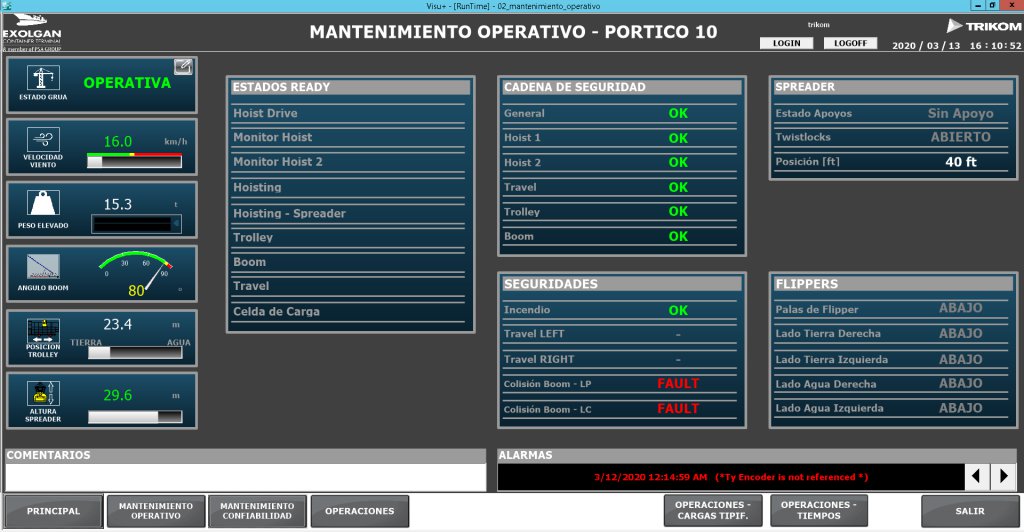 Visu+ - [RunTime] - 02_mantenimiento_operativo
EXOLGAN
CONTAINER TERMINAL
A member of PSA GROUP
MANTENIMIENTO OPERATIVO - PORTICO 10
trikom
LOGIN
LOGOFF
TRIKOM
2020 / 03 / 13 16 : 10 : 52
ESTADO GRUA
OPERATIVA
VELOCIDAD
VIENTO
16.0 km/h
PESO ELEVADO
15.3 t
ANGULO BOOM
0 30 60 90
80 °
POSICION
TROLLEY
23.4 m
TIERRA AGUA
ALTURA
SPREADER
29.6 m
ESTADOS READY
Hoist Drive
Monitor Hoist
Monitor Hoist 2
Hoisting
Hoisting - Spreader
Trolley
Boom
Travel
Celda de Carga
CADENA DE SEGURIDAD
General OK
Hoist 1 OK
Hoist 2 OK
Travel OK
Trolley OK
Boom OK
SEGURIDADES
Incendio OK
Travel LEFT -
Travel RIGHT -
Colisión Boom - LP FAULT
Colisión Boom - LC FAULT
SPREADER
Estado Apoyos Sin Apoyo
Twistlocks ABIERTO
Posición [ft] 40 ft
FLIPPERS
Palas de Flipper ABAJO
Lado Tierra Derecha ABAJO
Lado Tierra Izquierda ABAJO
Lado Agua Derecha ABAJO
Lado Agua Izquierda ABAJO
COMENTARIOS
ALARMAS
3/12/2020 12:14:59 AM (*Ty Encoder is not referenced *)
PRINCIPAL
MANTENIMIENTO
OPERATIVO
MANTENIMIENTO
CONFIABILIDAD
OPERACIONES
OPERACIONES -
CARGAS TIPIF.
OPERACIONES -
TIEMPOS
SALIR